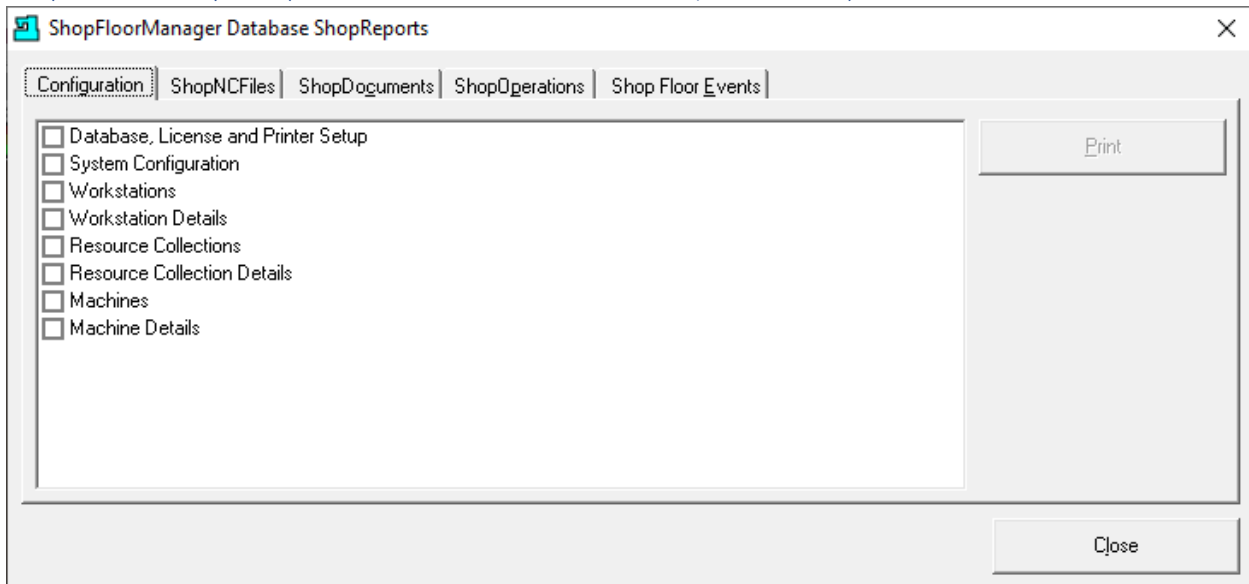 ShopFloorManager Database ShopReports
Configuration ShopNCFiles ShopDocuments ShopOperations Shop Floor Events
Database, License and Printer Setup
Print
System Configuration
Workstations
Workstation Details
Resource Collections
Resource Collection Details
Machines
Machine Details
Close